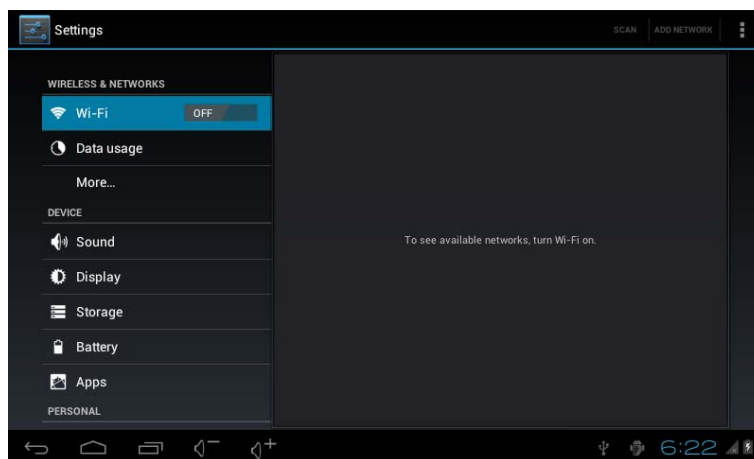 Settings
SCAN
ADD NETWORK
WIRELESS & NETWORKS
Wi-Fi
OFF
Data usage
More...
DEVICE
Sound
Display
Storage
Battery
Apps
PERSONAL
To see available networks, turn Wi-Fi on.
6:22